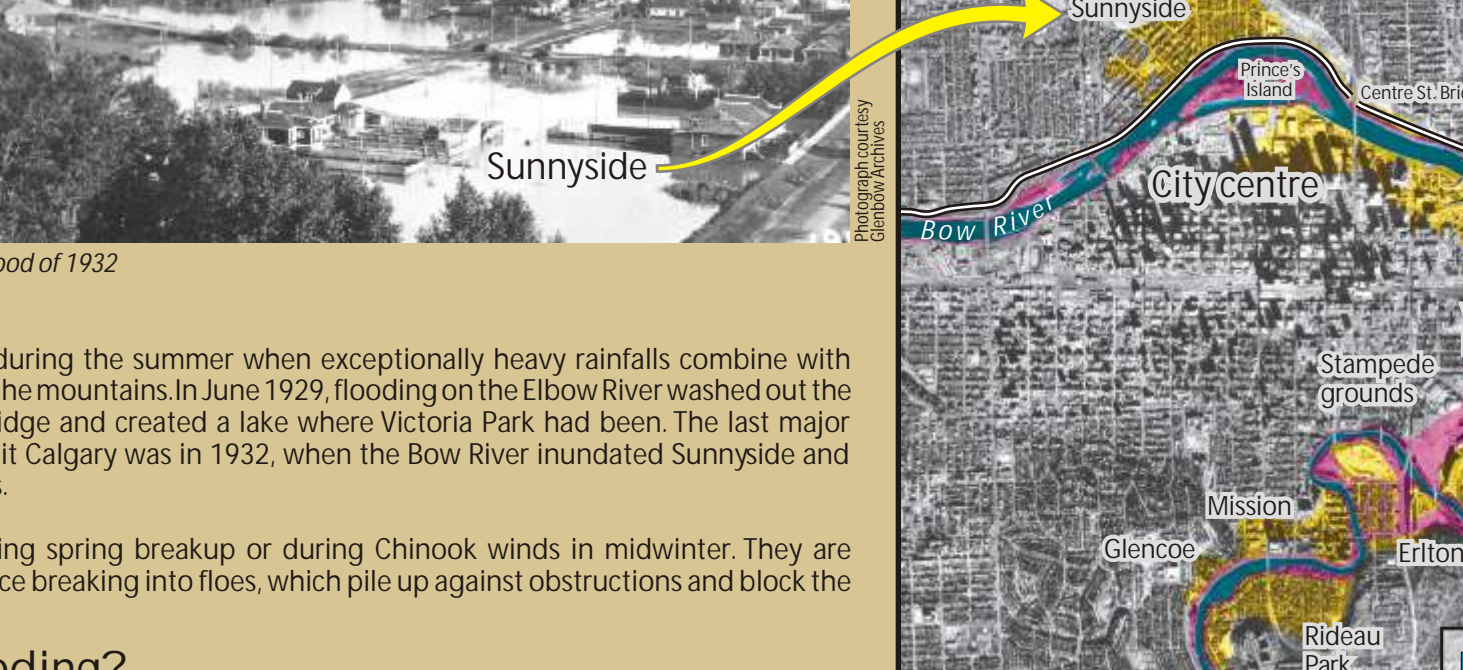 Sunnyside
Photograph courtesy
Glenbow Archives
ood of 1932
during the summer when exceptionally heavy rainfalls combine with
he mountains. In June 1929, flooding on the Elbow River washed out the
idge and created a lake where Victoria Park had been. The last major
it Calgary was in 1932, when the Bow River inundated Sunnyside and
s.
ing spring breakup or during Chinook winds in midwinter. They are
ce breaking into floes, which pile up against obstructions and block the
oding?
Sunnyside
Prince's
Island
Centre St. Bri
City centre
Bow River
Stampede
grounds
Mission
Glencoe
Erlton
Rideau
Park